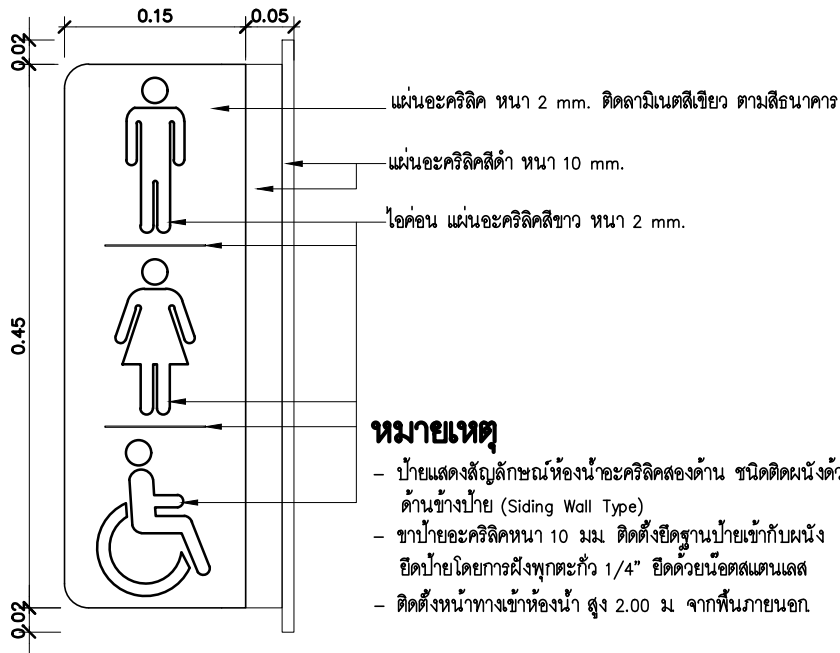 0.15
0.05
0.02
แผ่นอะคริลิค หนา 2 mm. ติดลามิเนตสีเขียว ตามสีธนาคาร
แผ่นอะคริลิคสีดำ หนา 10 mm.
ไอค่อน แผ่นอะคริลิคสีขาว หนา 2 mm.
0.45
หมายเหตุ
- ป้ายแสดงสัญลักษณ์ห้องน้ำอะคริลิคสองด้าน ชนิดติดผนังด้ว
ด้านข้างป้าย (Siding Wall Type)
- ขาป้ายอะคริลิคหนา 10 มม. ติดตั้งยึดฐานป้ายเข้ากับผนัง
ยึดป้ายโดยการฝังพุกตะกั่ว 1/4" ยึดด้วยน๊อตสแตนเลส
- ติดตั้งหน้าทางเข้าห้องน้ำ สูง 2.00 ม. จากพื้นภายนอก
0.02